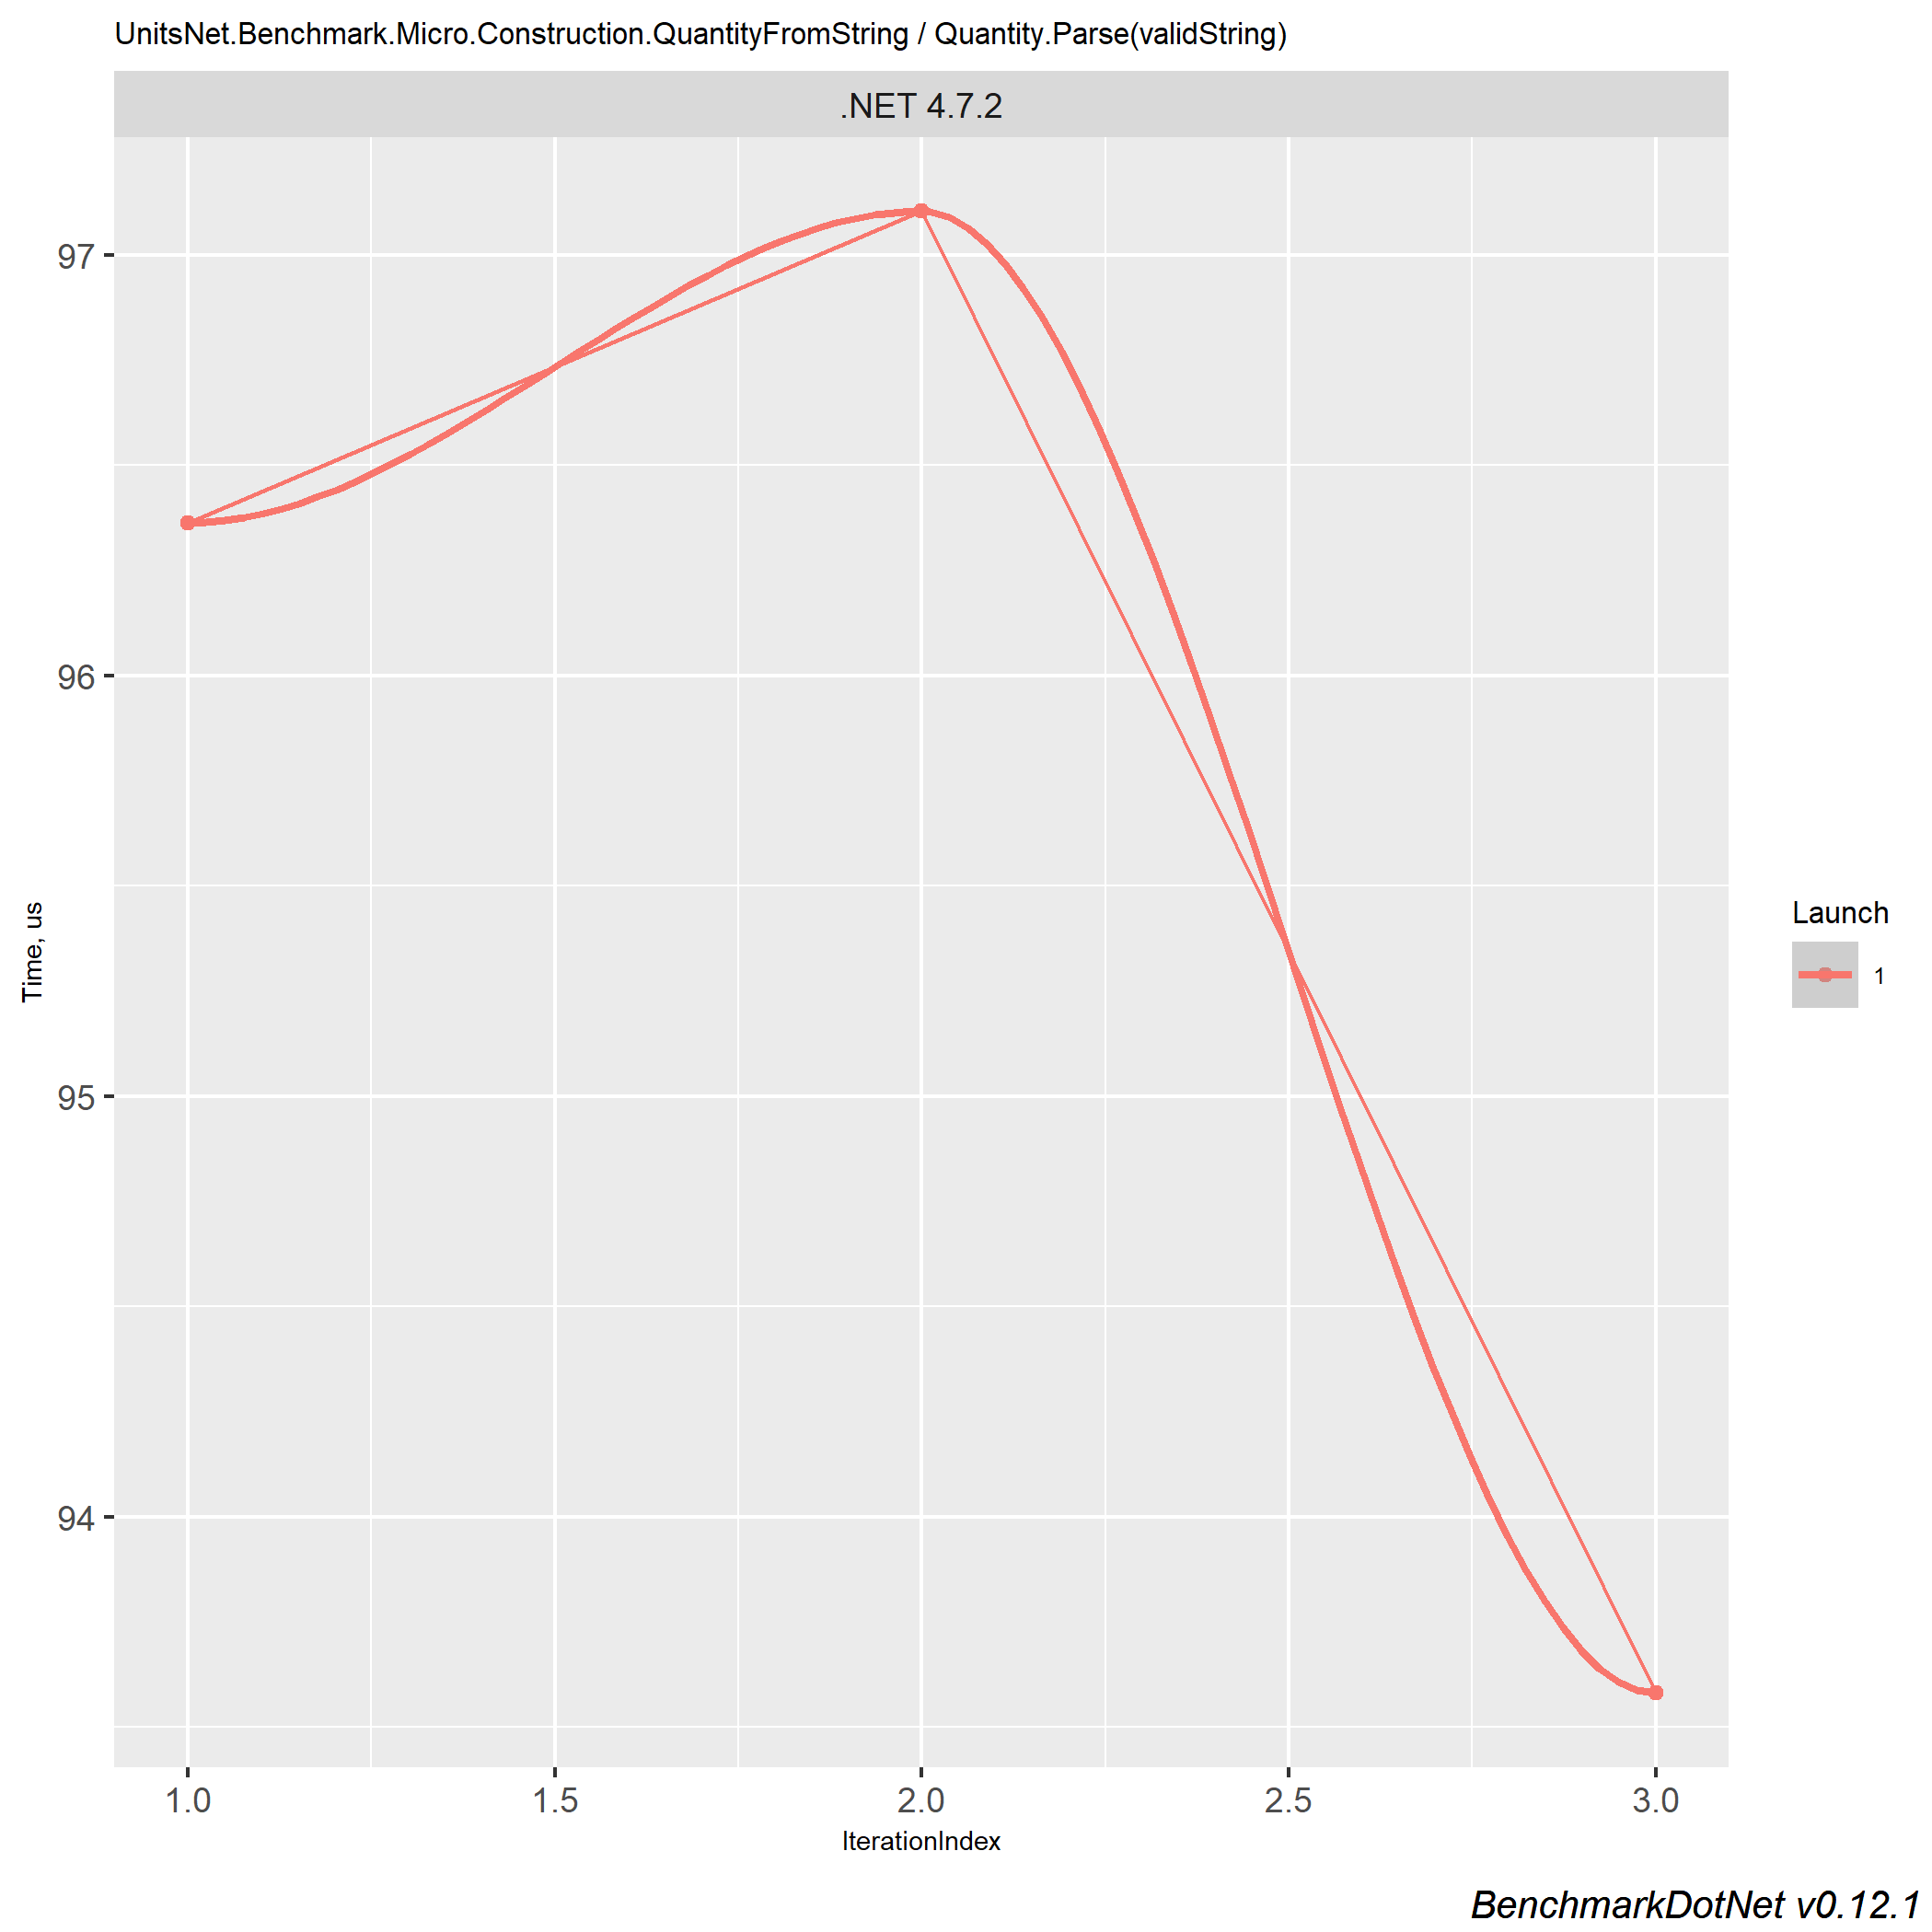 UnitsNet.Benchmark.Micro.Construction.QuantityFromString / Quantity.Parse(validString)
.NET 4.7.2
97
96
95
94
Time, us
1.0 1.5 2.0 2.5 3.0
IterationIndex
Launch
1
BenchmarkDotNet v0.12.1